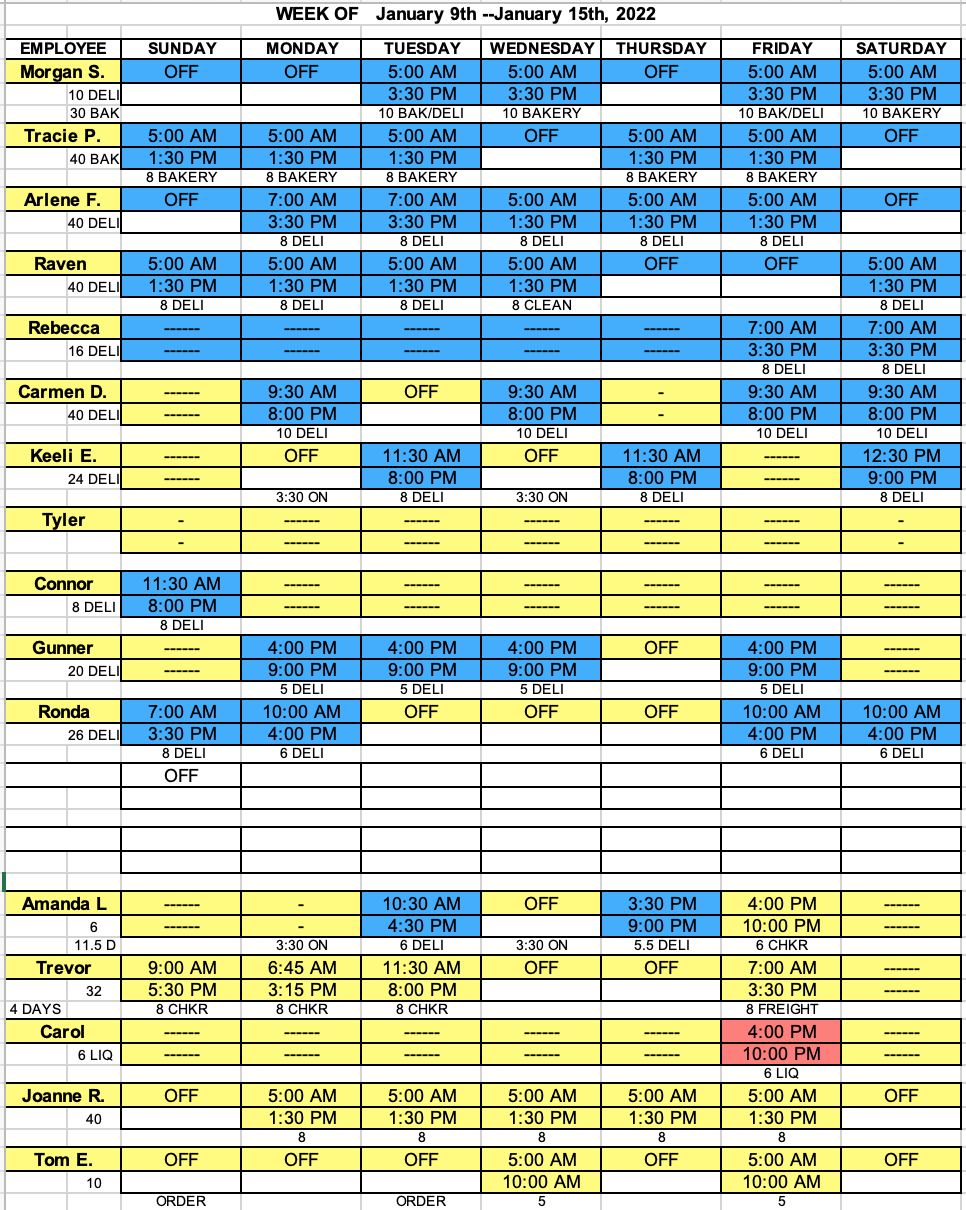 WEEK OF January 9th --January 15th, 2022
EMPLOYEE SUNDAY MONDAY TUESDAY WEDNESDAY THURSDAY FRIDAY SATURDAY
Morgan S. OFF OFF 5:00 AM 5:00 AM OFF 5:00 AM 5:00 AM
10 DELI 3:30 PM 3:30 PM 3:30 PM 3:30 PM
30 BAK 10 BAK/DELI 10 BAKERY 10 BAK/DELI 10 BAKERY
Tracie P. 5:00 AM 5:00 AM 5:00 AM OFF 5:00 AM 5:00 AM OFF
40 BAK 1:30 PM 1:30 PM 1:30 PM 1:30 PM 1:30 PM
8 BAKERY 8 BAKERY 8 BAKERY 8 BAKERY 8 BAKERY
Arlene F. OFF 7:00 AM 7:00 AM 5:00 AM 5:00 AM 5:00 AM OFF
40 DELI 3:30 PM 3:30 PM 1:30 PM 1:30 PM 1:30 PM
8 DELI 8 DELI 8 DELI 8 DELI 8 DELI
Raven 5:00 AM 5:00 AM 5:00 AM 5:00 AM OFF OFF 5:00 AM
40 DELI 1:30 PM 1:30 PM 1:30 PM 1:30 PM 1:30 PM
8 DELI 8 DELI 8 DELI 8 CLEAN 8 DELI
Rebecca ------ ------ ------ ------ ------ 7:00 AM 7:00 AM
16 DELI ------ ------ ------ ------ ------ 3:30 PM 3:30 PM
8 DELI 8 DELI
Carmen D. ------ 9:30 AM OFF 9:30 AM - 9:30 AM 9:30 AM
40 DELI ------ 8:00 PM 8:00 PM - 8:00 PM 8:00 PM
10 DELI 10 DELI 10 DELI 10 DELI
Keeli E. ------ OFF 11:30 AM OFF 11:30 AM ------ 12:30 PM
24 DELI ------ 8:00 PM 8:00 PM ------ 9:00 PM
3:30 ON 8 DELI 3:30 ON 8 DELI 8 DELI
Tyler - ------ ------ ------ ------ ------ -
- ------ ------ ------ ------ ------ -
Connor 11:30 AM ------ ------ ------ ------ ------ ------
8 DELI 8:00 PM ------ ------ ------ ------ ------ ------
8 DELI
Gunner ------ 4:00 PM 4:00 PM 4:00 PM OFF 4:00 PM ------
20 DELI ------ 9:00 PM 9:00 PM 9:00 PM 9:00 PM ------
5 DELI 5 DELI 5 DELI 5 DELI
Ronda 7:00 AM 10:00 AM OFF OFF OFF 10:00 AM 10:00 AM
26 DELI 3:30 PM 4:00 PM 4:00 PM 4:00 PM
8 DELI 6 DELI 6 DELI 6 DELI
OFF
Amanda L ------ - 10:30 AM OFF 3:30 PM 4:00 PM ------
6 ------ - 4:30 PM 9:00 PM 10:00 PM ------
11.5 D 3:30 ON 6 DELI 3:30 ON 5.5 DELI 6 CHKR
Trevor 9:00 AM 6:45 AM 11:30 AM OFF OFF 7:00 AM ------
32 5:30 PM 3:15 PM 8:00 PM 3:30 PM ------
4 DAYS 8 CHKR 8 CHKR 8 CHKR 8 FREIGHT
Carol ------ ------ ------ ------ ------ 4:00 PM ------
6 LIQ ------ ------ ------ ------ ------ 10:00 PM ------
6 LIQ
Joanne R. OFF 5:00 AM 5:00 AM 5:00 AM 5:00 AM 5:00 AM OFF
40 1:30 PM 1:30 PM 1:30 PM 1:30 PM 1:30 PM
8 8 8 8 8
Tom E. OFF OFF OFF 5:00 AM OFF 5:00 AM OFF
10 10:00 AM 10:00 AM
ORDER ORDER 5 5